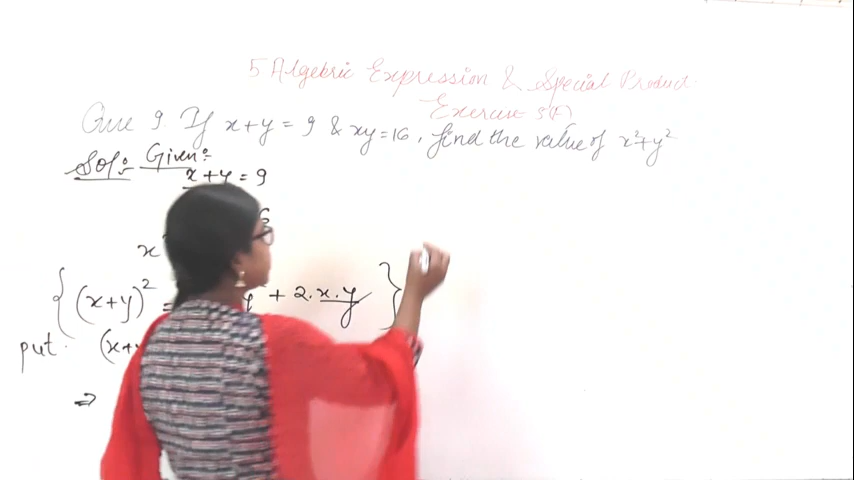 5 Algebric Expression & Special Product
Exercise 5(F)
Que 9 If x+y = 9 & xy=16, find the value of x²+y²
Sol: Given:
x+y = 9
x
{(x+y)² = + 2.x.y}
put (x+y
⇒